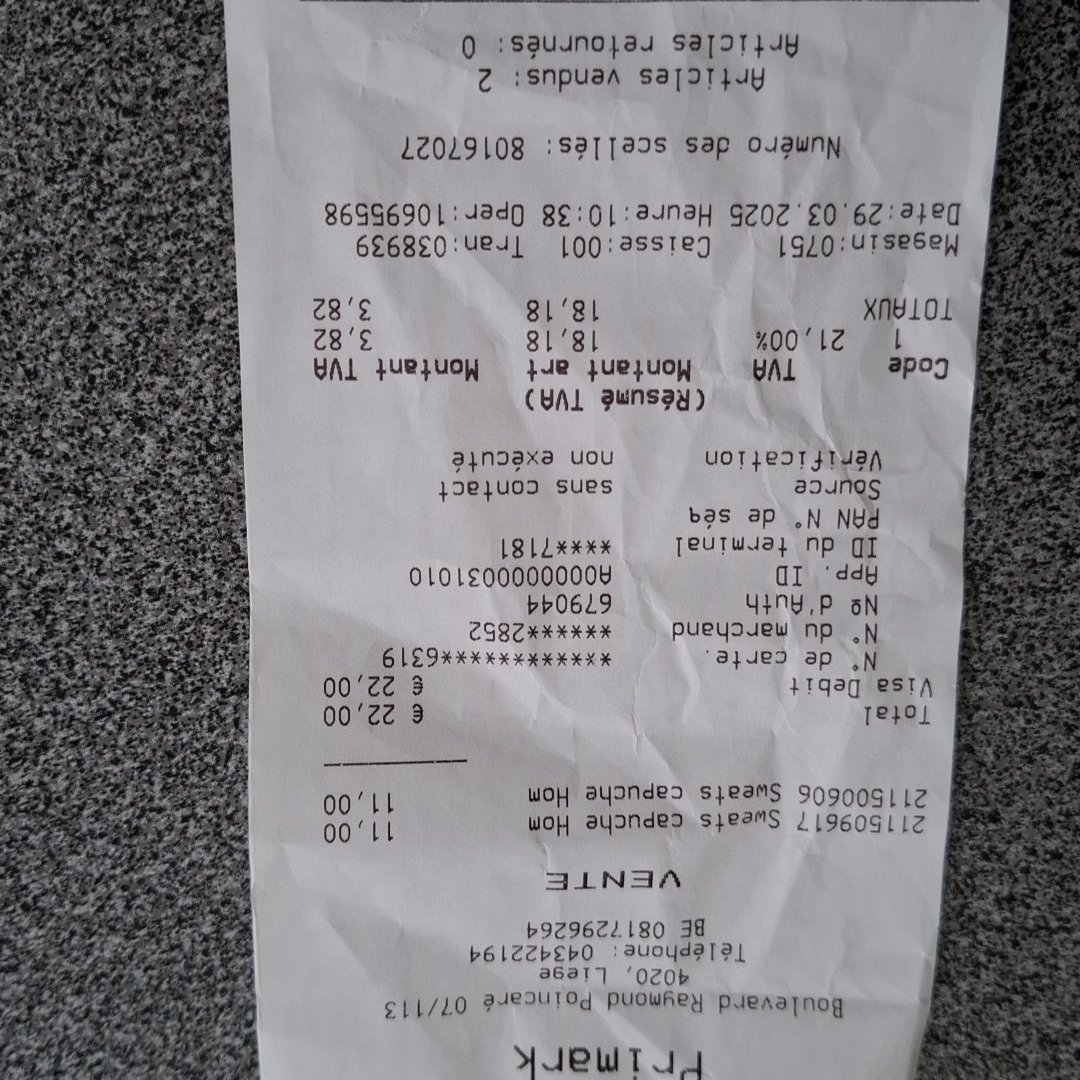 Primark
Boulevard Raymond Poincaré 07/113
4020, Liege
Téléphone: 043422194
BE 0817296264
VENTE
211509617 Sweats capuche Hom 11,00
211500606 Sweats capuche Hom 11,00
Total € 22,00
Visa Debit € 22,00
N° de carte. ************6319
N° du marchand ******2852
Nº d'Auth 679044
App. ID A0000000031010
ID du terminal ****7181
PAN N° de séq
Source sans contact
Vérification non exécuté
(Résumé TVA)
Code TVA Montant art Montant TVA
1 21,00% 18,18 3,82
TOTAUX 18,18 3,82
Magasin:0751 Caisse:001 Tran:038939
Date:29.03.2025 Heure:10:38 Oper:10695598
Numéro des scellés: 80167027
Articles vendus: 2
Articles retournés: 0